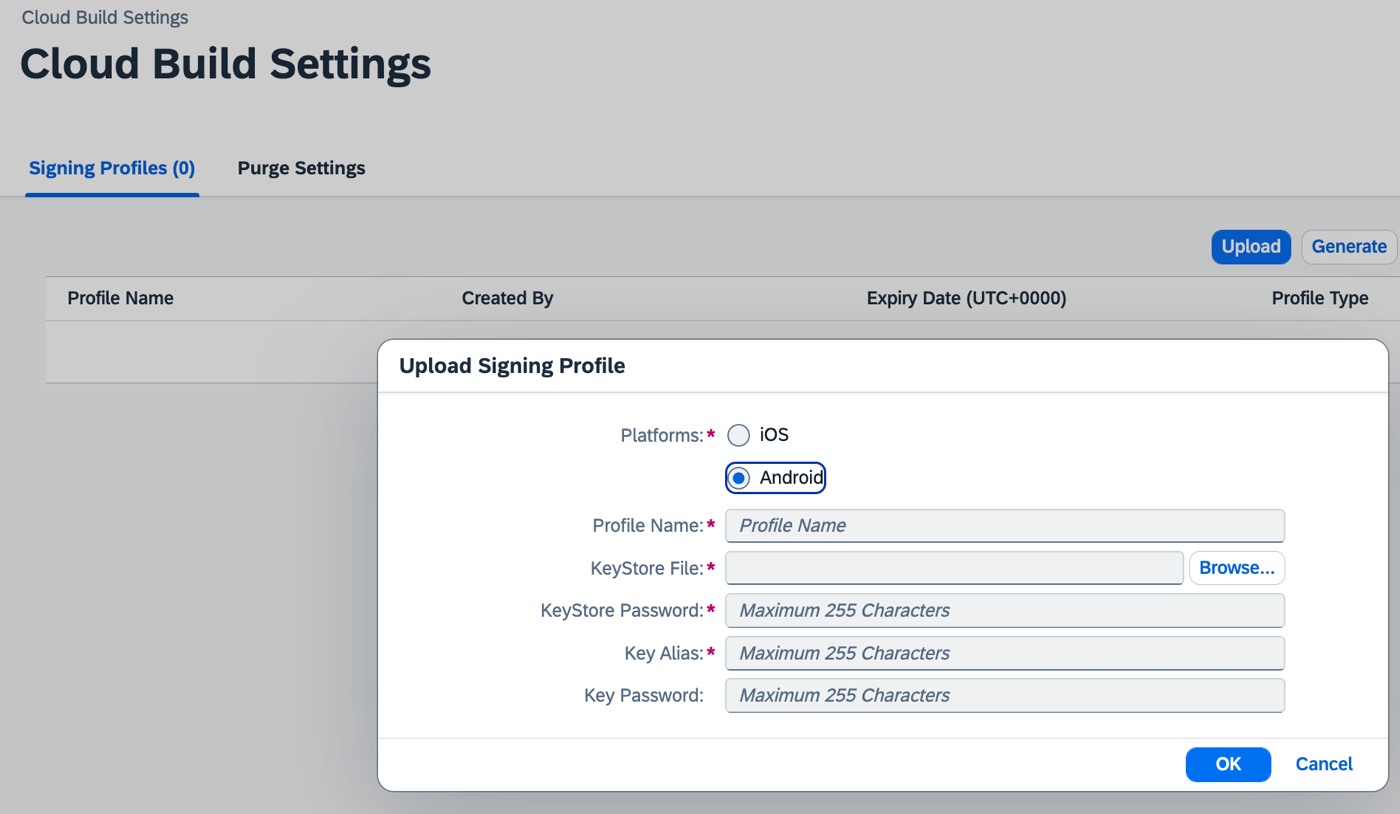 Cloud Build Settings
Cloud Build Settings
Signing Profiles (0) Purge Settings
Upload Generate
Profile Name Created By Expiry Date (UTC+0000) Profile Type
Upload Signing Profile
Platforms:* iOS
Android
Profile Name:* Profile Name
KeyStore File:* Browse...
KeyStore Password:* Maximum 255 Characters
Key Alias:* Maximum 255 Characters
Key Password: Maximum 255 Characters
OK Cancel